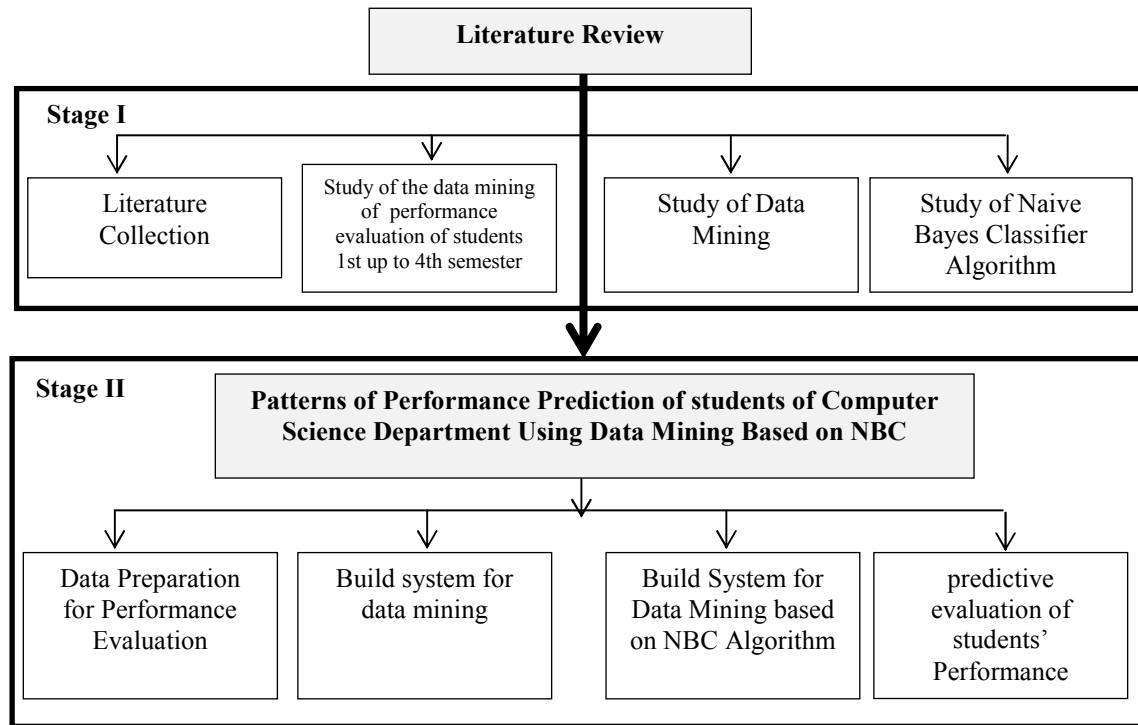 Literature Review
Stage I
Literature
Collection
Study of the data mining
of performance
evaluation of students
1st up to 4th semester
Study of Data
Mining
Study of Naive
Bayes Classifier
Algorithm
Stage II
Patterns of Performance Prediction of students of Computer
Science Department Using Data Mining Based on NBC
Data Preparation
for Performance
Evaluation
Build system for
data mining
Build System for
Data Mining based
on NBC Algorithm
predictive
evaluation of
students’
Performance